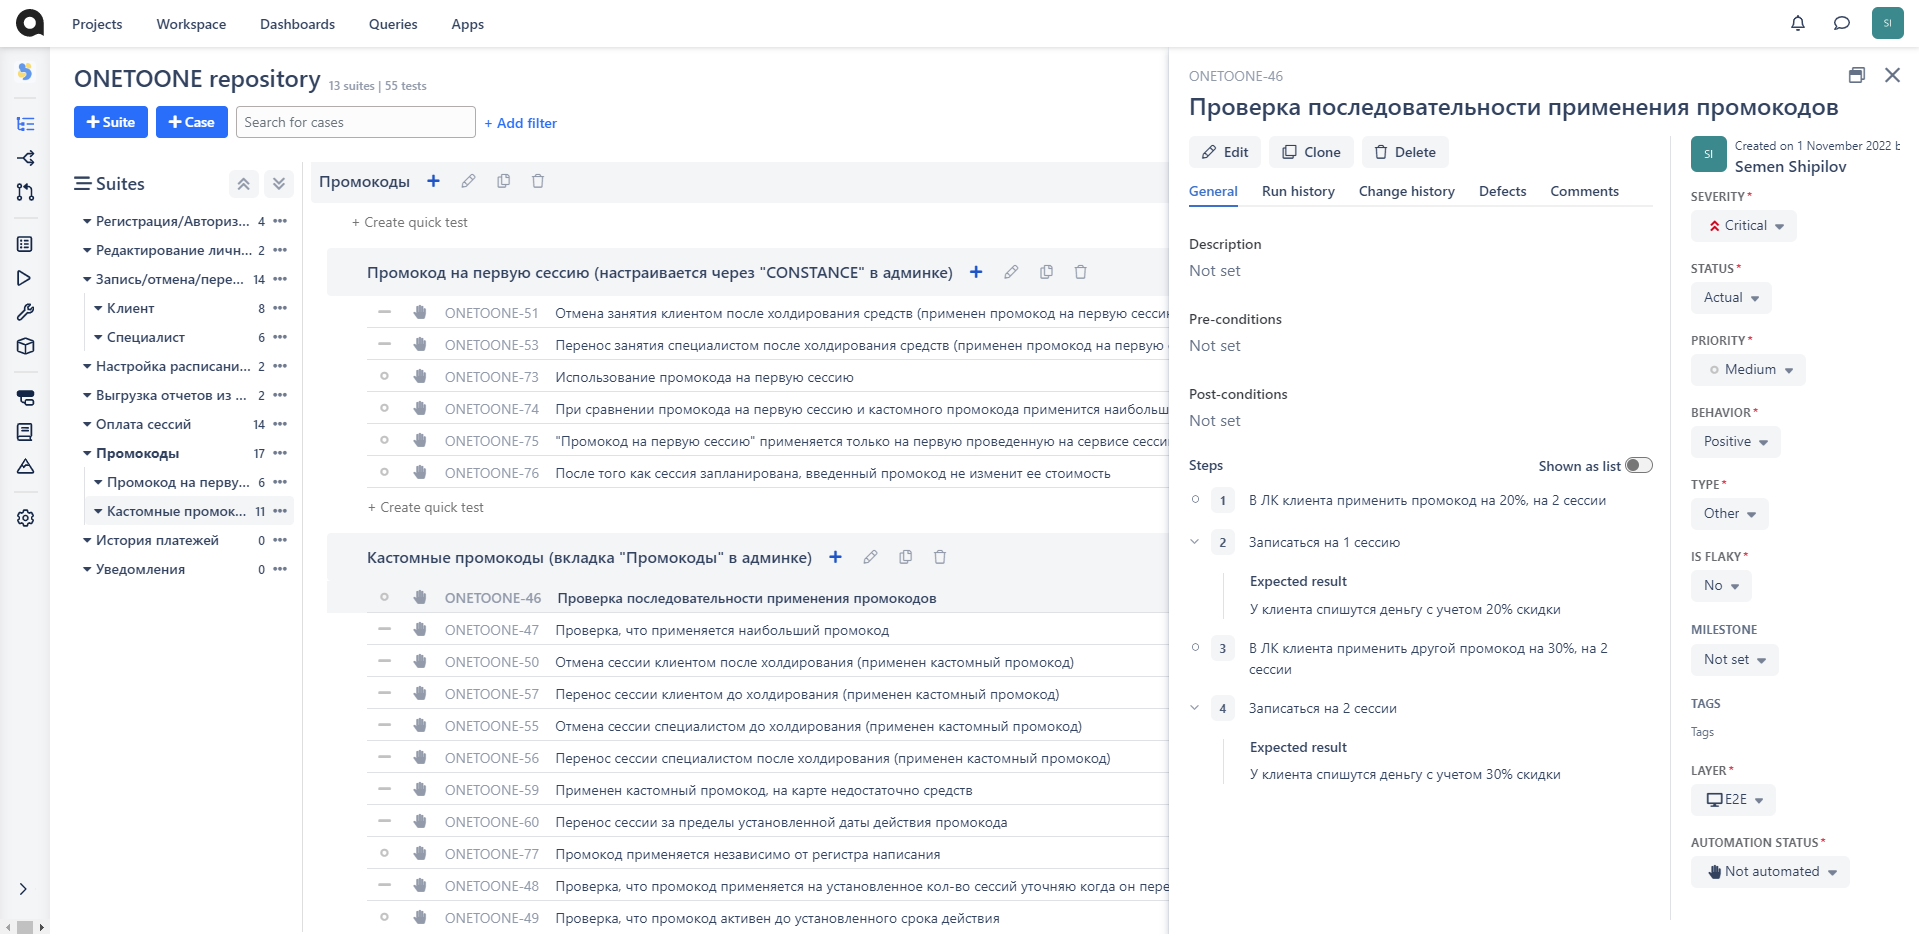 Projects Workspace Dashboards Queries Apps
SI
ONETOONE repository 13 suites | 55 tests
Suite Case Search for cases + Add filter
Suites
Регистрация/Авториз... 4
Редактирование личн... 2
Запись/отмена/пере... 14
Клиент 8
Специалист 6
Настройка расписани... 2
Выгрузка отчетов из ... 2
Оплата сессий 14
Промокоды 17
Промокод на перву... 6
Кастомные промок... 11
История платежей 0
Уведомления 0
Промокоды
+ Create quick test
Промокод на первую сессию (настраивается через "CONSTANCE" в админке)
ONETOONE-51 Отмена занятия клиентом после холдирования средств (применен промокод на первую сесси
ONETOONE-53 Перенос занятия специалистом после холдирования средств (применен промокод на первую
ONETOONE-73 Использование промокода на первую сессию
ONETOONE-74 При сравнении промокода на первую сессию и кастомного промокода применится наибольш
ONETOONE-75 "Промокод на первую сессию" применяется только на первую проведенную на сервисе сесси
ONETOONE-76 После того как сессия запланирована, введенный промокод не изменит ее стоимость
+ Create quick test
Кастомные промокоды (вкладка "Промокоды" в админке)
ONETOONE-46 Проверка последовательности применения промокодов
ONETOONE-47 Проверка, что применяется наибольший промокод
ONETOONE-50 Отмена сессии клиентом после холдирования (применен кастомный промокод)
ONETOONE-57 Перенос сессии клиентом до холдирования (применен кастомный промокод)
ONETOONE-55 Отмена сессии специалистом до холдирования (применен кастомный промокод)
ONETOONE-56 Перенос сессии специалистом после холдирования (применен кастомный промокод)
ONETOONE-59 Применен кастомный промокод, на карте недостаточно средств
ONETOONE-60 Перенос сессии за пределы установленной даты действия промокода
ONETOONE-77 Промокод применяется независимо от регистра написания
ONETOONE-48 Проверка, что промокод применяется на установленное кол-во сессий уточняю когда он пере
ONETOONE-49 Проверка, что промокод активен до установленного срока действия
ONETOONE-46
Проверка последовательности применения промокодов
Edit Clone Delete
General Run history Change history Defects Comments
Description
Not set
Pre-conditions
Not set
Post-conditions
Not set
Steps Shown as list
1 В ЛК клиента применить промокод на 20%, на 2 сессии
2 Записаться на 1 сессию
Expected result
У клиента спишутся деньгу с учетом 20% скидки
3 В ЛК клиента применить другой промокод на 30%, на 2
сессии
4 Записаться на 2 сессии
Expected result
У клиента спишутся деньгу с учетом 30% скидки
SI
Created on 1 November 2022 b
Semen Shipilov
SEVERITY*
Critical
STATUS*
Actual
PRIORITY*
Medium
BEHAVIOR*
Positive
TYPE*
Other
IS FLAKY*
No
MILESTONE
Not set
TAGS
Tags
LAYER*
E2E
AUTOMATION STATUS*
Not automated